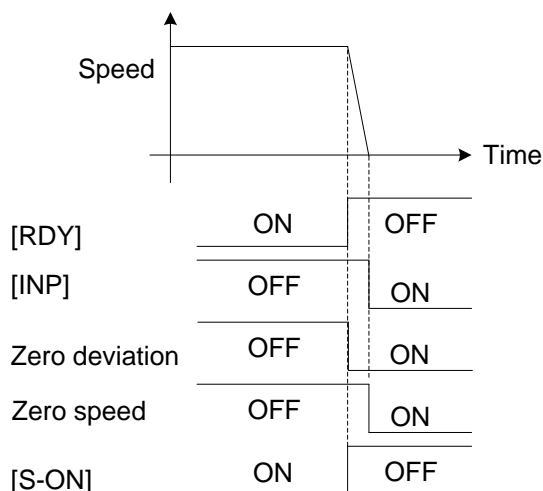 Speed
Time
[RDY] ON OFF
[INP] OFF ON
Zero deviation OFF ON
Zero speed OFF ON
[S-ON] ON OFF